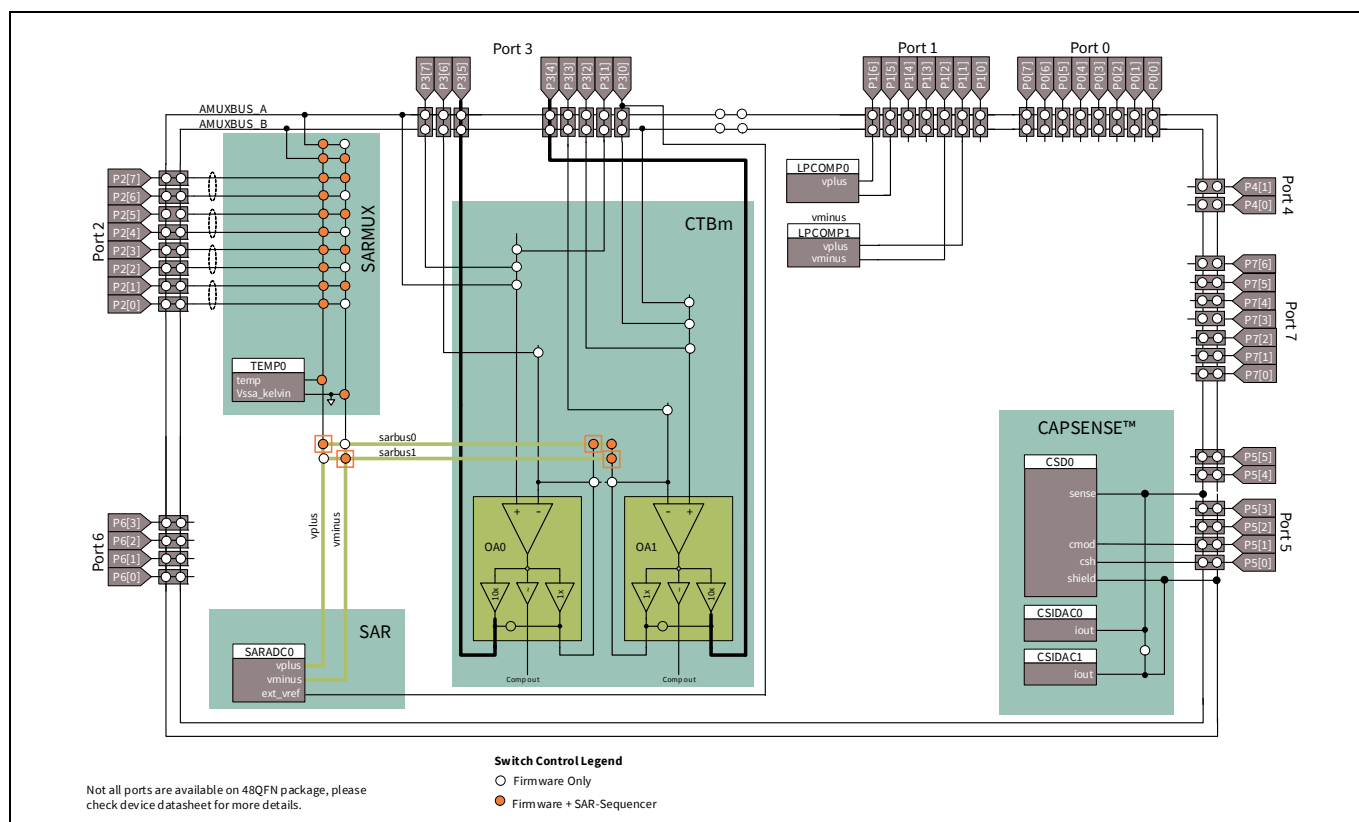 Port 3
Port 1
Port 0
P3[7]
P3[6]
P3[5]
P3[4]
P3[3]
P3[2]
P3[1]
P3[0]
P1[6]
P1[5]
P1[4]
P1[3]
P1[2]
P1[1]
P1[0]
P0[7]
P0[6]
P0[5]
P0[4]
P0[3]
P0[2]
P0[1]
P0[0]
AMUXBUS_A
AMUXBUS_B
Port 2
P2[7]
P2[6]
P2[5]
P2[4]
P2[3]
P2[2]
P2[1]
P2[0]
SARMUX
TEMP0
temp
Vssa_kelvin
LPCOMP0
vplus
vminus
LPCOMP1
vplus
vminus
P4[1]
P4[0]
Port 4
P7[6]
P7[5]
P7[4]
P7[3]
P7[2]
P7[1]
P7[0]
Port 7
CTBm
sarbus0
sarbus1
vplus
vminus
+
-
OA0
10x
~
1x
-
+
OA1
1x
~
10x
Comp out
Comp out
Port 6
P6[3]
P6[2]
P6[1]
P6[0]
SAR
SARADC0
vplus
vminus
ext_vref
CAPSENSE™
CSD0
sense
cmod
csh
shield
CSIDAC0
iout
CSIDAC1
iout
P5[5]
P5[4]
P5[3]
P5[2]
P5[1]
P5[0]
Port 5
Switch Control Legend
Firmware Only
Firmware + SAR-Sequencer
Not all ports are available on 48QFN package, please
check device datasheet for more details.